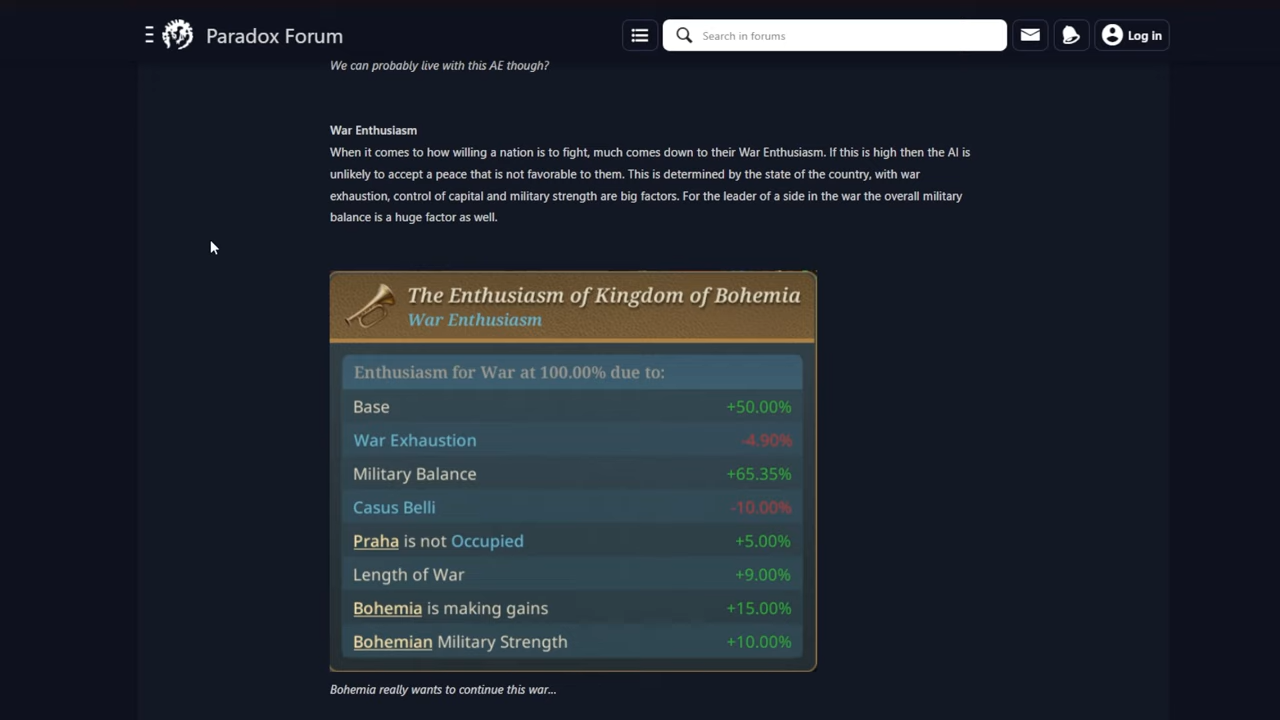 Paradox Forum
Search in forums
Log in
We can probably live with this AE though?
War Enthusiasm
When it comes to how willing a nation is to fight, much comes down to their War Enthusiasm. If this is high then the AI is
unlikely to accept a peace that is not favorable to them. This is determined by the state of the country, with war
exhaustion, control of capital and military strength are big factors. For the leader of a side in the war the overall military
balance is a huge factor as well.
The Enthusiasm of Kingdom of Bohemia
War Enthusiasm
Enthusiasm for War at 100.00% due to:
Base +50.00%
War Exhaustion -4.90%
Military Balance +65.35%
Casus Belli -10.00%
Praha is not Occupied +5.00%
Length of War +9.00%
Bohemia is making gains +15.00%
Bohemian Military Strength +10.00%
Bohemia really wants to continue this war...